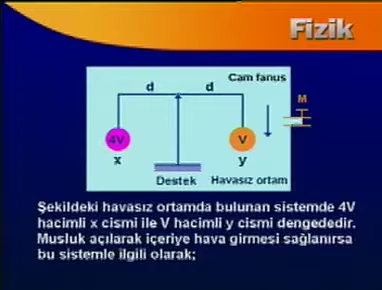 Fizik
Cam fanus
d d
M
4V V
x y
Destek Havasız ortam
Şekildeki havasız ortamda bulunan sistemde 4V
hacimli x cismi ile V hacimli y cismi dengededir.
Musluk açılarak içeriye hava girmesi sağlanırsa
bu sistemle ilgili olarak;